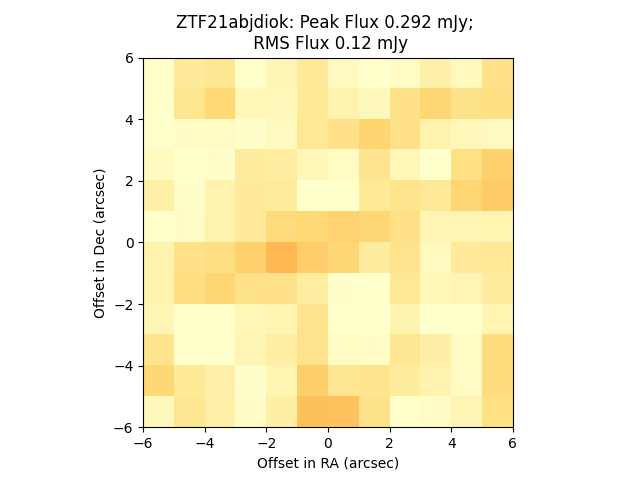 ZTF21abjdiok: Peak Flux 0.292 mJy;
RMS Flux 0.12 mJy
6
4
2
0
−2
−4
−6
Offset in Dec (arcsec)
−6 −4 −2 0 2 4 6
Offset in RA (arcsec)